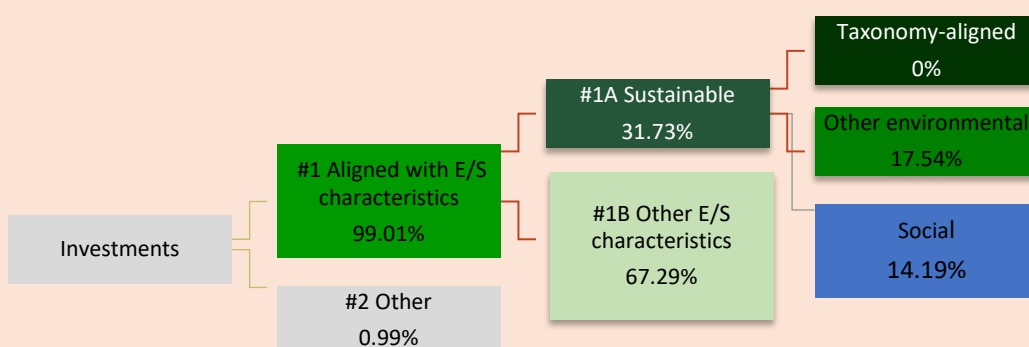 Investments
#1 Aligned with E/S
characteristics
99.01%
#2 Other
0.99%
#1A Sustainable
31.73%
#1B Other E/S
characteristics
67.29%
Taxonomy-aligned
0%
Other environmental
17.54%
Social
14.19%